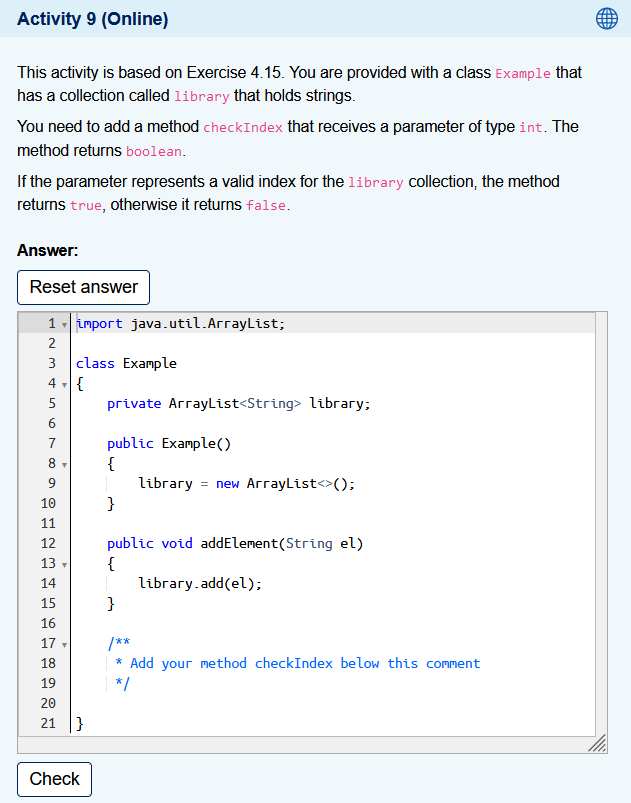 Activity 9 (Online)
This activity is based on Exercise 4.15. You are provided with a class Example that
has a collection called library that holds strings.
You need to add a method checkIndex that receives a parameter of type int. The
method returns boolean.
If the parameter represents a valid index for the library collection, the method
returns true, otherwise it returns false.
Answer:
Reset answer
1 import java.util.ArrayList;
2
3 class Example
4 {
5     private ArrayList<String> library;
6
7     public Example()
8     {
9         library = new ArrayList<>();
10     }
11
12     public void addElement(String el)
13     {
14         library.add(el);
15     }
16
17     /**
18      * Add your method checkIndex below this comment
19      */
20
21 }
Check